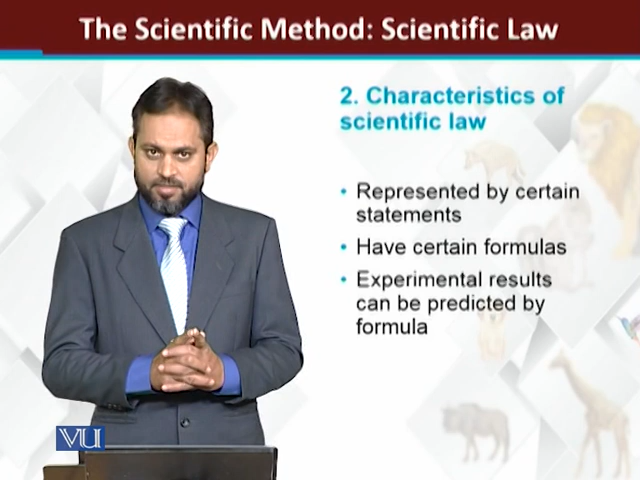 The Scientific Method: Scientific Law
2. Characteristics of
scientific law
• Represented by certain
statements
• Have certain formulas
• Experimental results
can be predicted by
formula
VU